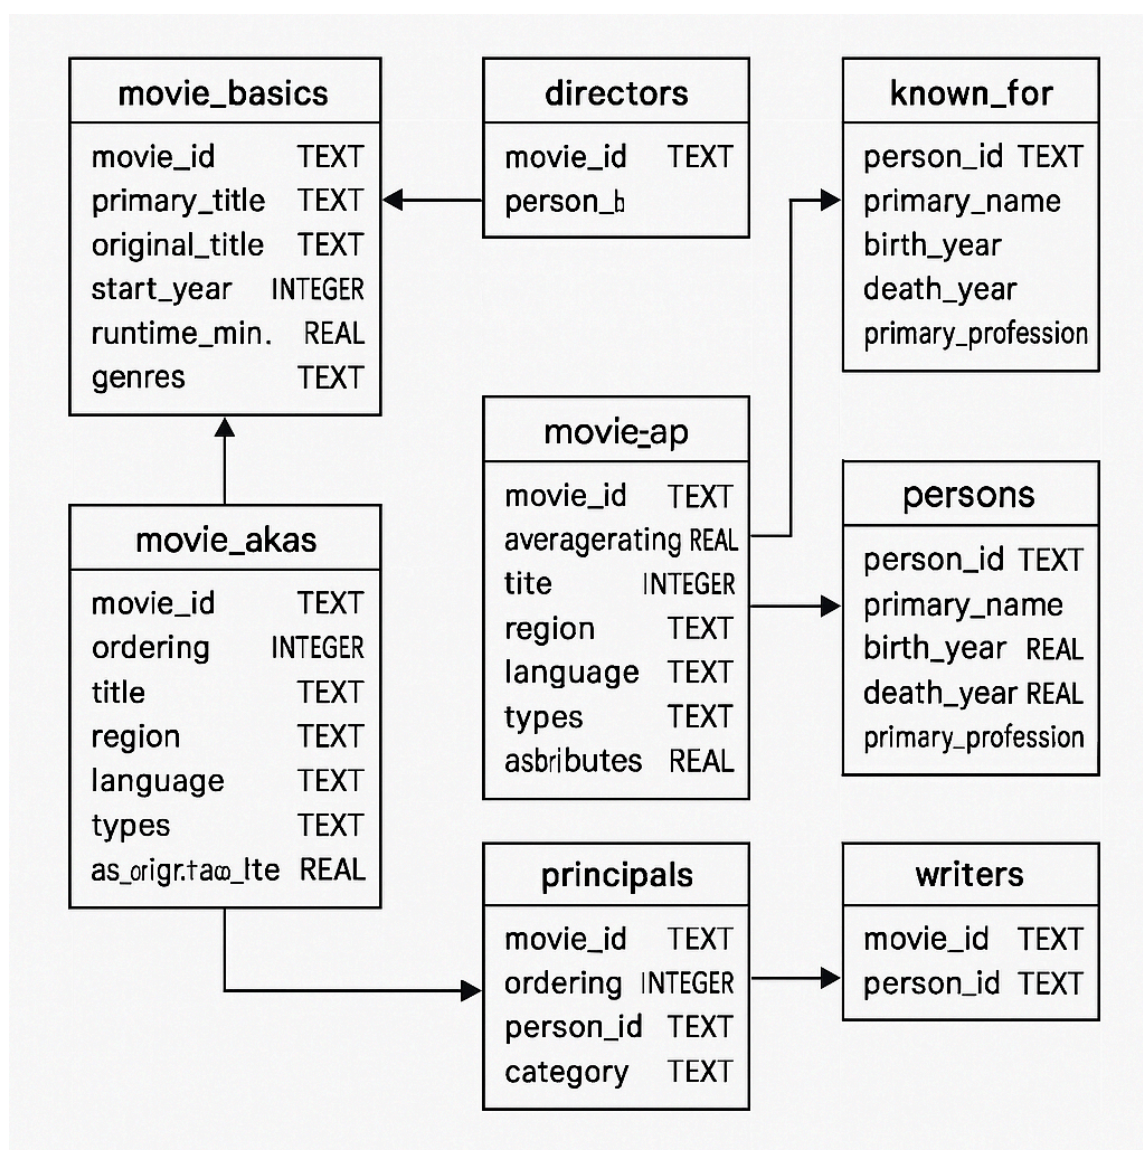 movie_basics
movie_id TEXT
primary_title TEXT
original_title TEXT
start_year INTEGER
runtime_min. REAL
genres TEXT
directors
movie_id TEXT
person_b
known_for
person_id TEXT
primary_name
birth_year
death_year
primary_profession
movie_akas
movie_id TEXT
ordering INTEGER
title TEXT
region TEXT
language TEXT
types TEXT
REAL
movie-ap
movie_id TEXT
averagerating REAL
tite INTEGER
region TEXT
language TEXT
types TEXT
asbributes REAL
persons
person_id TEXT
primary_name
birth_year REAL
death_year REAL
primary_profession
principals
movie_id TEXT
ordering INTEGER
person_id TEXT
category TEXT
writers
movie_id TEXT
person_id TEXT